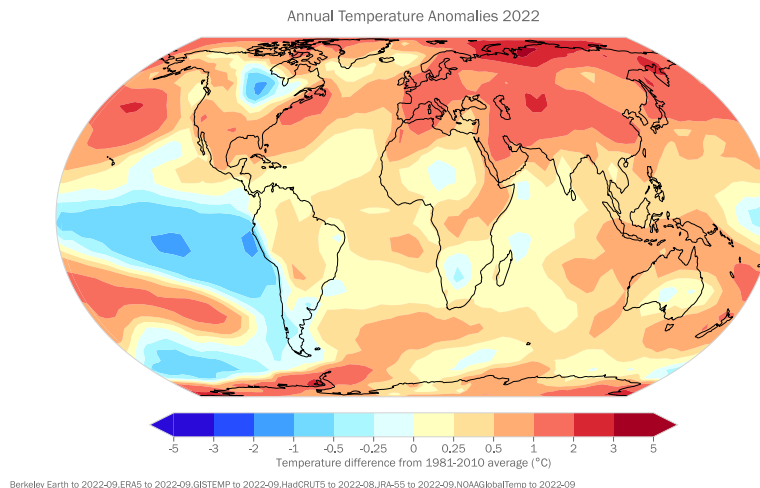 Annual Temperature Anomalies 2022
-5 -3 -2 -1 -0.5 -0.25 0 0.25 0.5 1 2 3 5
Temperature difference from 1981-2010 average (°C)
Berkeley Earth to 2022-09,ERA5 to 2022-09,GISTEMP to 2022-09,HadCRUT5 to 2022-08,JRA-55 to 2022-09,NOAAGlobalTemp to 2022-09